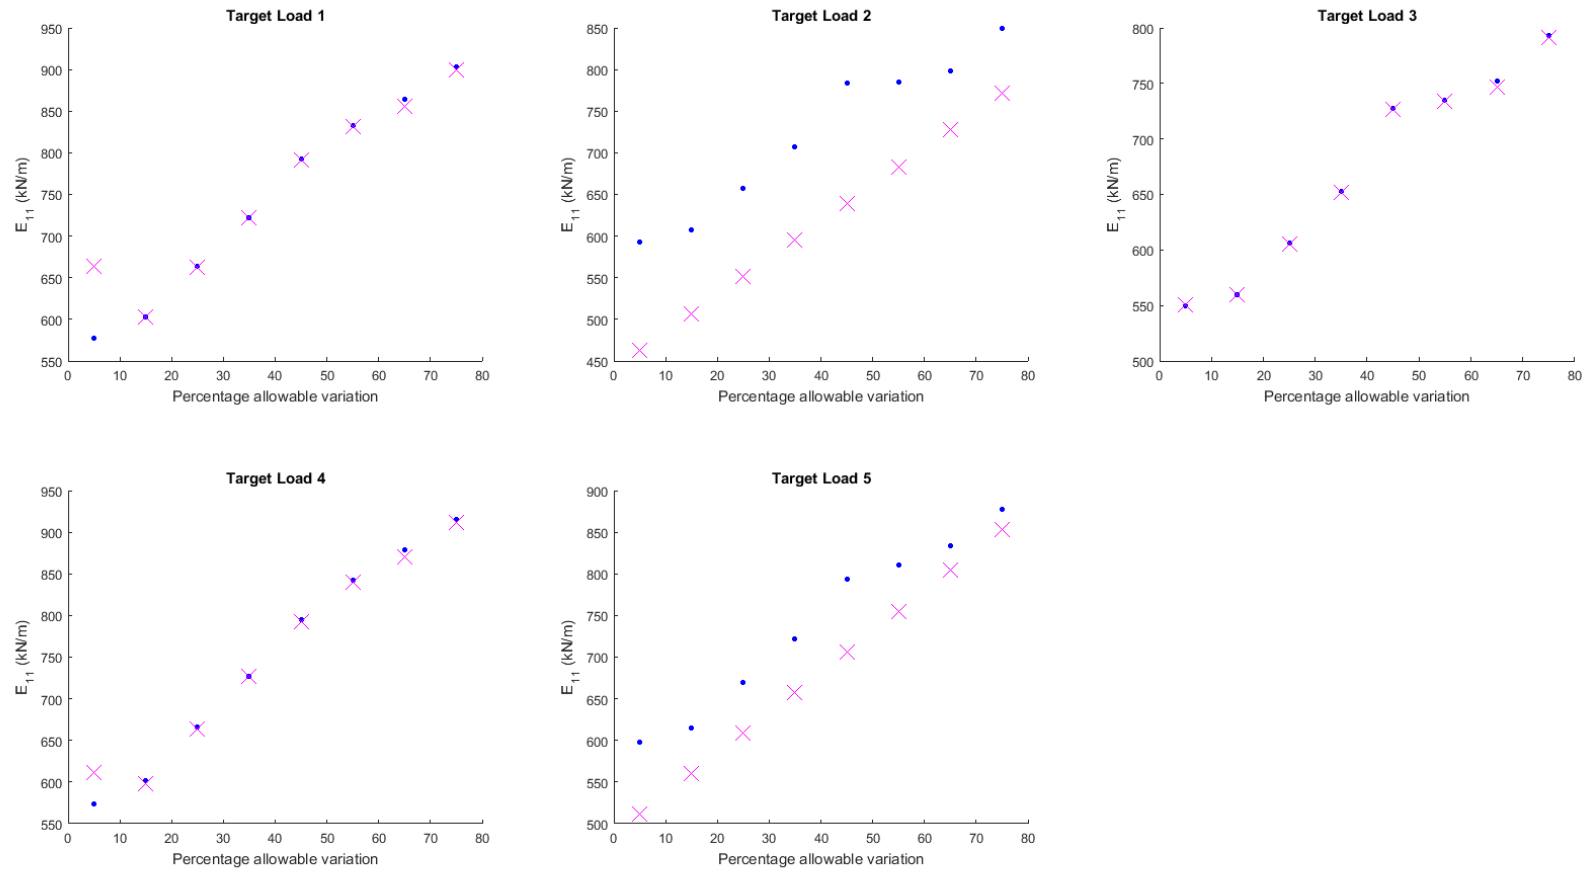 Target Load 1
950
900
850
800
750
700
650
600
550
E11 (kN/m)
0 10 20 30 40 50 60 70 80
Percentage allowable variation
Target Load 2
850
800
750
700
650
600
550
500
450
E11 (kN/m)
0 10 20 30 40 50 60 70 80
Percentage allowable variation
Target Load 3
800
750
700
650
600
550
500
E11 (kN/m)
0 10 20 30 40 50 60 70 80
Percentage allowable variation
Target Load 4
950
900
850
800
750
700
650
600
550
E11 (kN/m)
0 10 20 30 40 50 60 70 80
Percentage allowable variation
Target Load 5
900
850
800
750
700
650
600
550
500
E11 (kN/m)
0 10 20 30 40 50 60 70 80
Percentage allowable variation